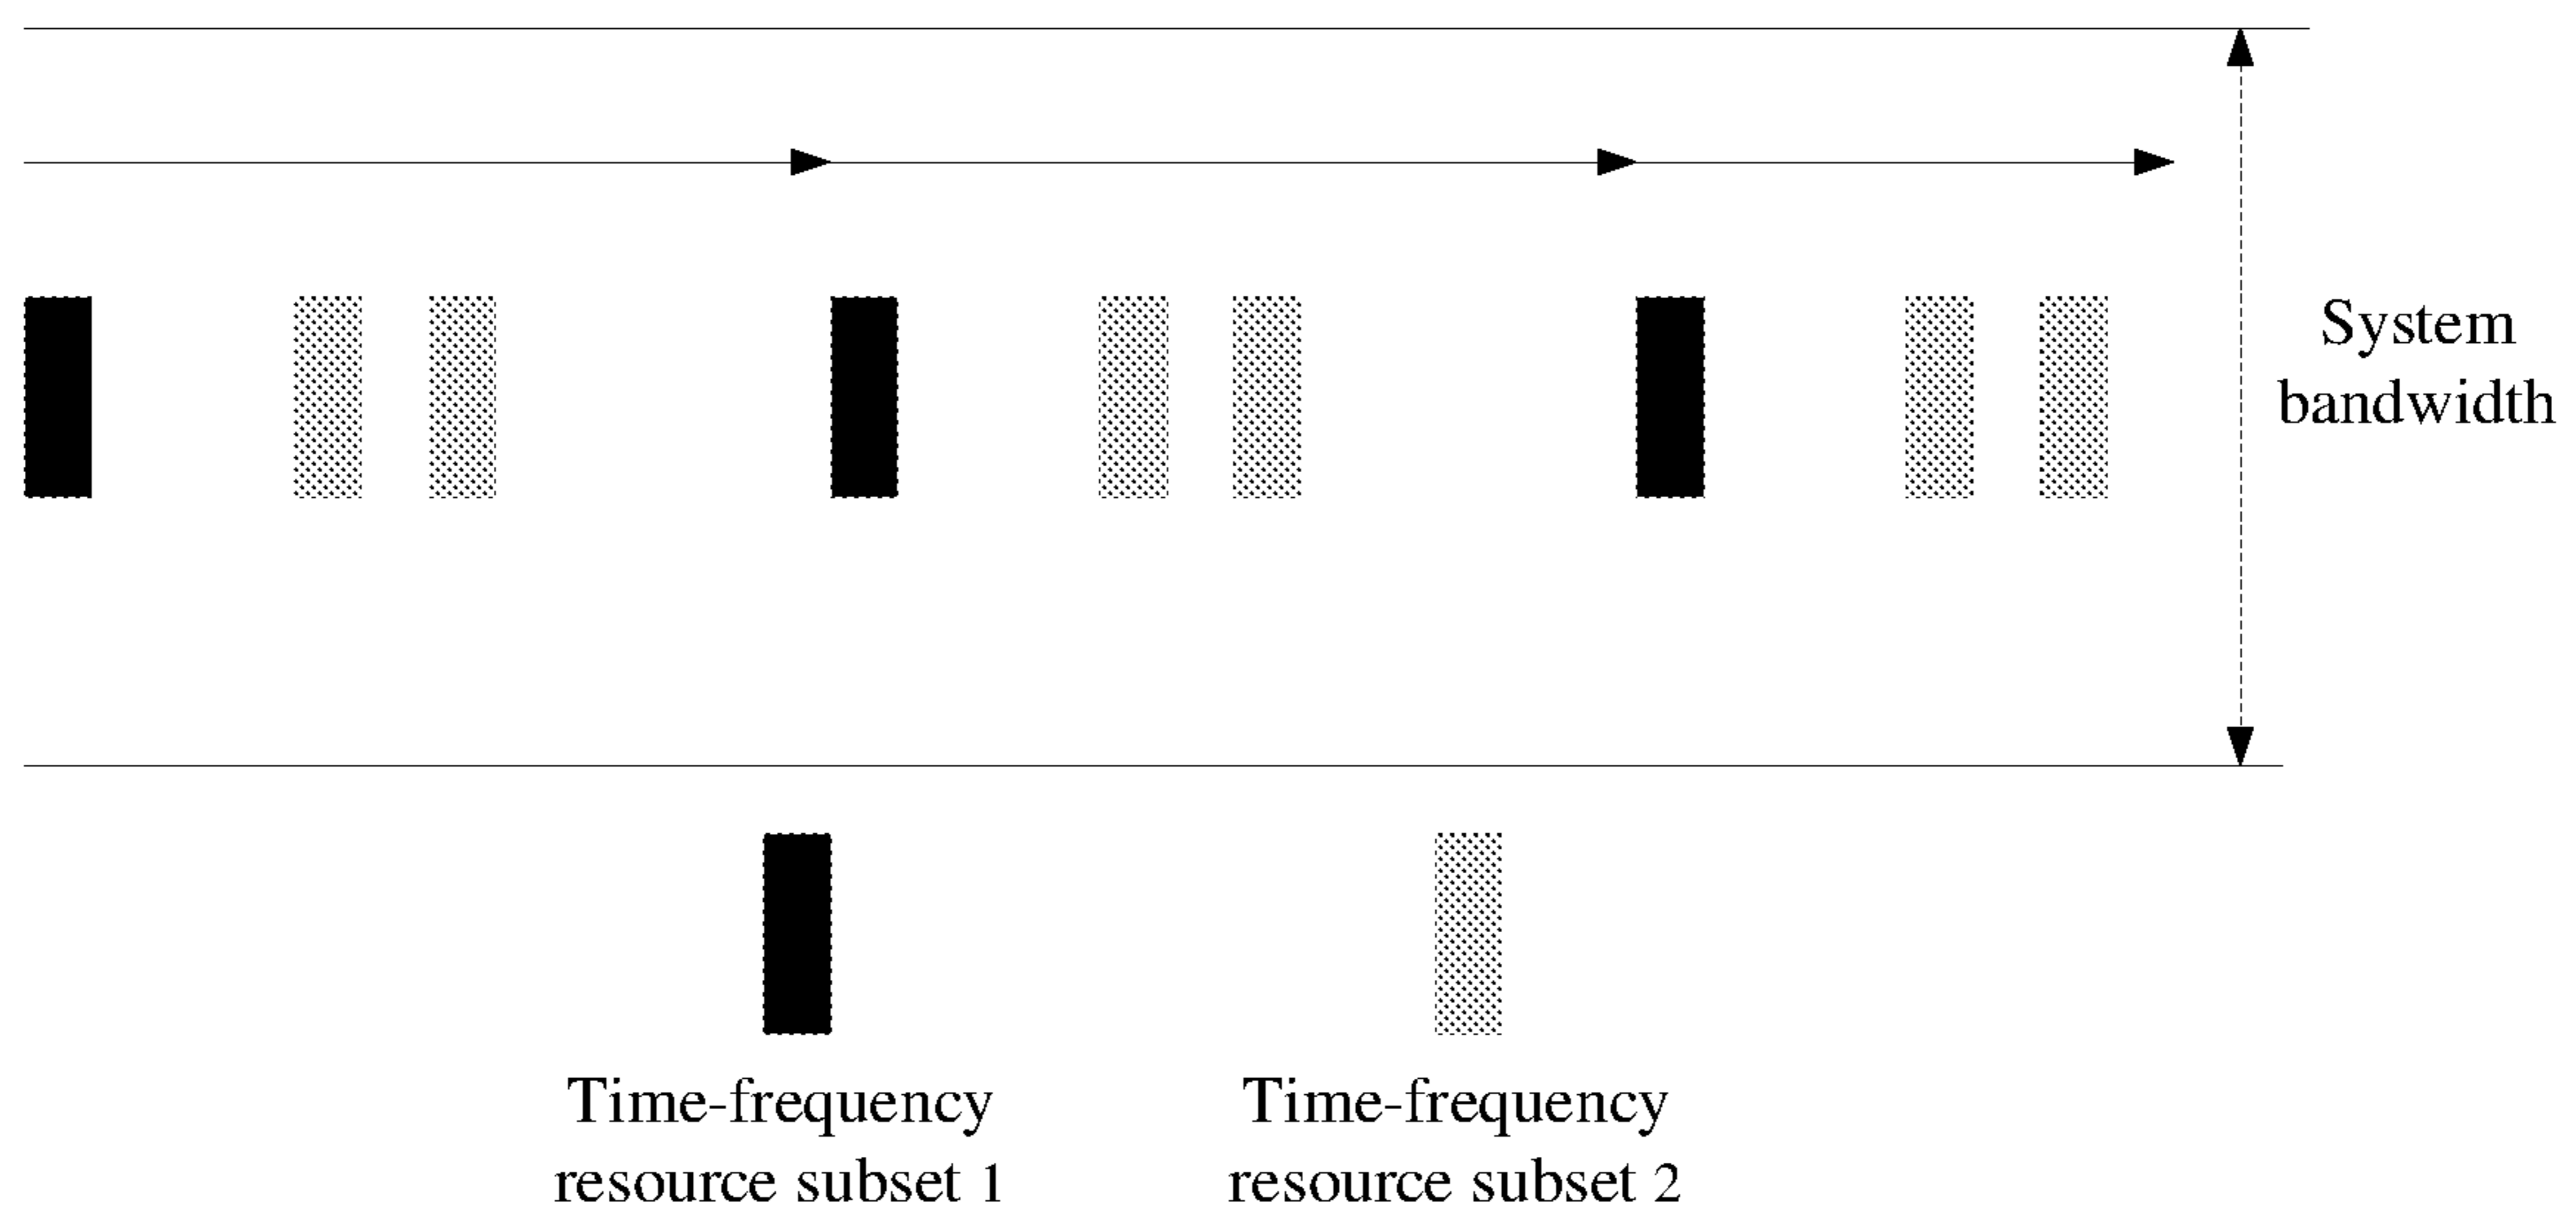 System
bandwidth
Time-frequency
resource subset 1
Time-frequency
resource subset 2